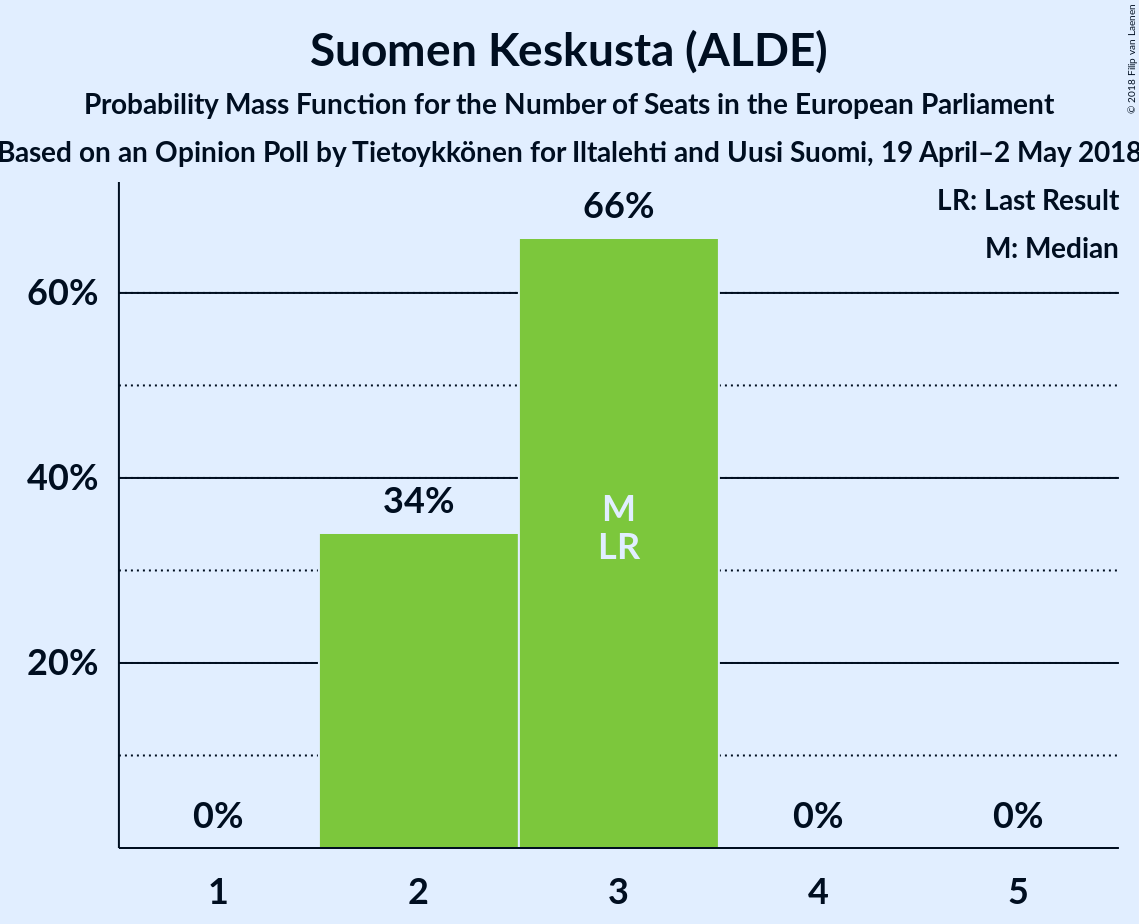 Suomen Keskusta (ALDE)
Probability Mass Function for the Number of Seats in the European Parliament
Based on an Opinion Poll by Tietoykkönen for Iltalehti and Uusi Suomi, 19 April–2 May 2018
© 2018 Filip van Laenen
LR: Last Result
M: Median
66%
60%
40%
34%
M
LR
20%
0%
0%
0%
1
2
3
4
5